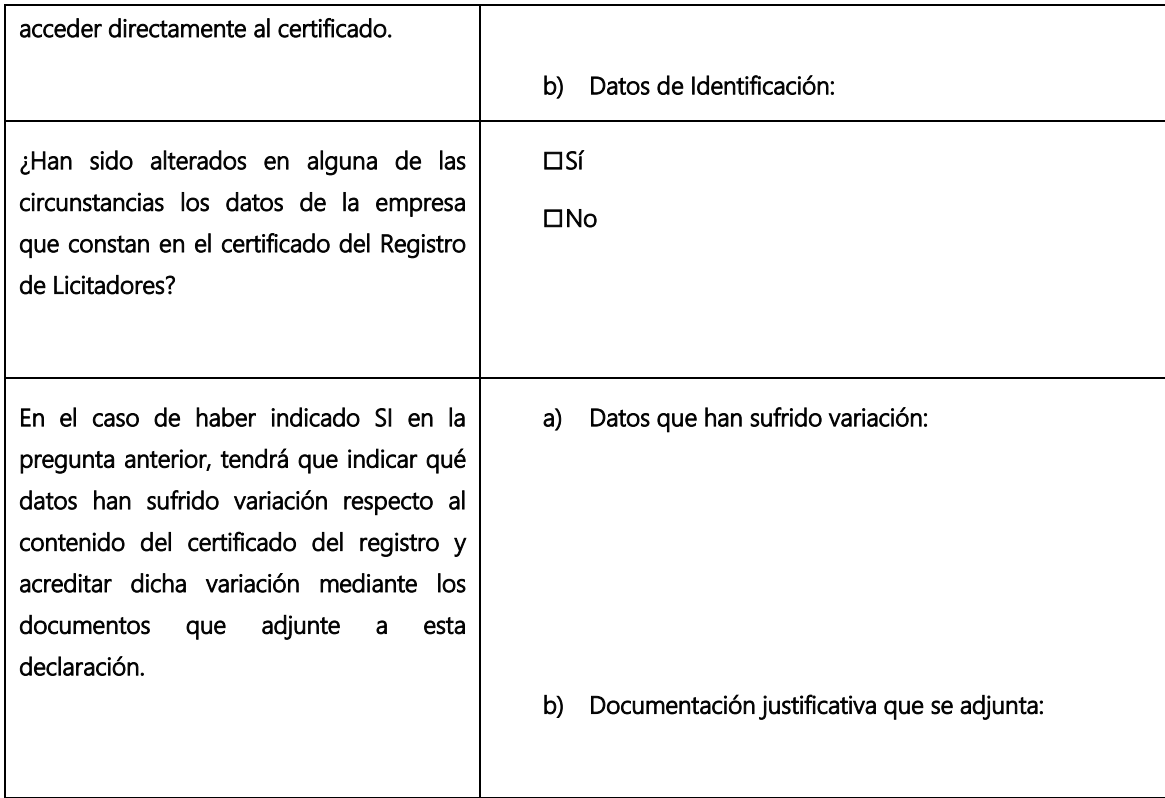 acceder directamente al certificado.
b) Datos de Identificación:
¿Han sido alterados en alguna de las
circunstancias los datos de la empresa
que constan en el certificado del Registro
de Licitadores?
☐Sí
☐No
En el caso de haber indicado SI en la
pregunta anterior, tendrá que indicar qué
datos han sufrido variación respecto al
contenido del certificado del registro y
acreditar dicha variación mediante los
documentos que adjunte a esta
declaración.
a) Datos que han sufrido variación:
b) Documentación justificativa que se adjunta: